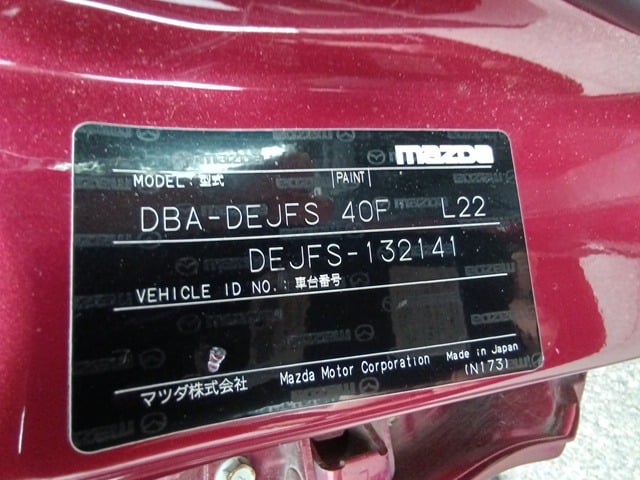 mazda
MODEL:型式 PAINT
DBA-DEJFS 40F L22
DEJFS-132141
VEHICLE ID NO.:車台番号
マツダ株式会社 Mazda Motor Corporation Made in Japan
(N173)